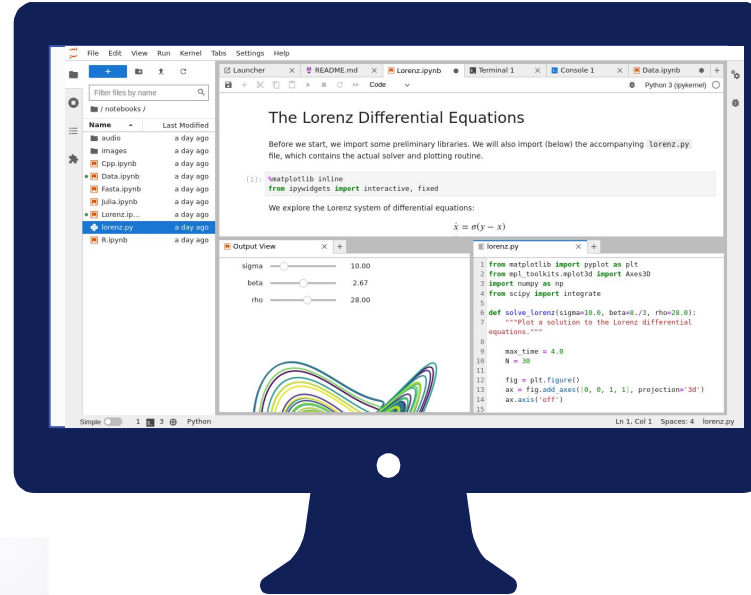 File Edit View Run Kernel Tabs Settings Help
+
Filter files by name
/ notebooks /
Name Last Modified
audio a day ago
images a day ago
Cpp.ipynb a day ago
Data.ipynb a day ago
Fasta.ipynb a day ago
Julia.ipynb a day ago
Lorenz.ip... a day ago
lorenz.py a day ago
R.ipynb a day ago
Launcher × README.md × Lorenz.ipynb ● Terminal 1 × Console 1 × Data.ipynb ● +
Code Python 3 (ipykernel)
The Lorenz Differential Equations
Before we start, we import some preliminary libraries. We will also import (below) the accompanying lorenz.py
file, which contains the actual solver and plotting routine.
[1]: %matplotlib inline
from ipywidgets import interactive, fixed
We explore the Lorenz system of differential equations:
ẋ = σ(y − x)
Output View × +
sigma 10.00
beta 2.67
rho 28.00
lorenz.py × +
1 from matplotlib import pyplot as plt
2 from mpl_toolkits.mplot3d import Axes3D
3 import numpy as np
4 from scipy import integrate
5
6 def solve_lorenz(sigma=10.0, beta=8./3, rho=28.0):
7 """Plot a solution to the Lorenz differential
equations."""
8
9 max_time = 4.0
10 N = 30
11
12 fig = plt.figure()
13 ax = fig.add_axes([0, 0, 1, 1], projection='3d')
14 ax.axis('off')
15
Simple 1 3 Python
Ln 1, Col 1 Spaces: 4 lorenz.py